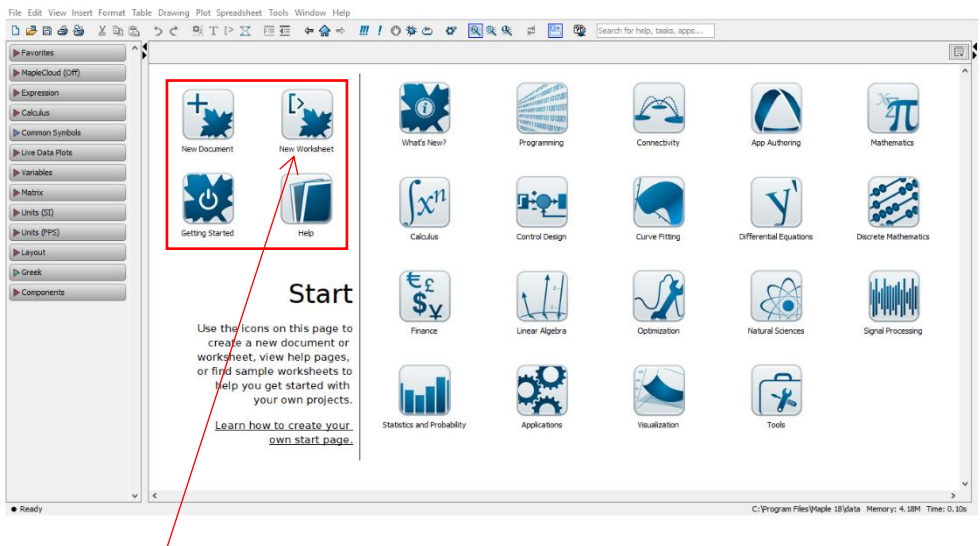 File Edit View Insert Format Table Drawing Plot Spreadsheet Tools Window Help
Search for help, tasks, apps...
Favorites
MapleCloud (Off)
Expression
Calculus
Common Symbols
Live Data Plots
Variables
Matrix
Units (SI)
Units (FPS)
Layout
Greek
Components
New Document New Worksheet
Getting Started Help
Start
Use the icons on this page to
create a new document or
worksheet, view help pages,
or find sample worksheets to
help you get started with
your own projects.
Learn how to create your
own start page.
What's New? Programming Connectivity App Authoring Mathematics
Calculus Control Design Curve Fitting Differential Equations Discrete Mathematics
Finance Linear Algebra Optimization Natural Sciences Signal Processing
Statistics and Probability Applications Visualization Tools
Ready
C:\Program Files\Maple 18\data Memory: 4.18M Time: 0.10s